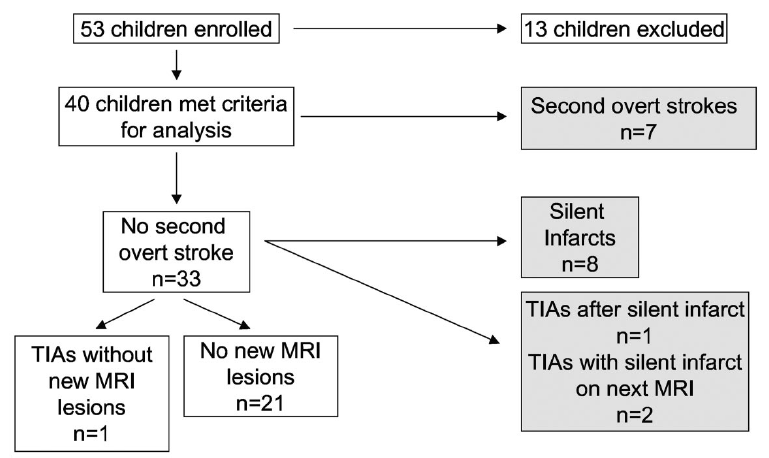 53 children enrolled
13 children excluded
40 children met criteria
for analysis
Second overt strokes
n=7
No second
overt stroke
n=33
Silent
Infarcts
n=8
TIAs after silent infarct
n=1
TIAs with silent infarct
on next MRI
n=2
TIAs without
new MRI
lesions
n=1
No new MRI
lesions
n=21